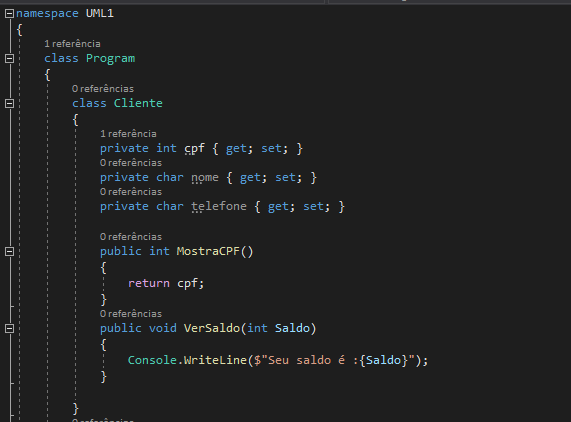 namespace UML1
{
1 referência
class Program
{
0 referências
class Cliente
{
1 referência
private int cpf { get; set; }
0 referências
private char nome { get; set; }
0 referências
private char telefone { get; set; }
0 referências
public int MostraCPF()
{
return cpf;
}
0 referências
public void VerSaldo(int Saldo)
{
Console.WriteLine($"Seu saldo é :{Saldo}");
}
}
0 referências